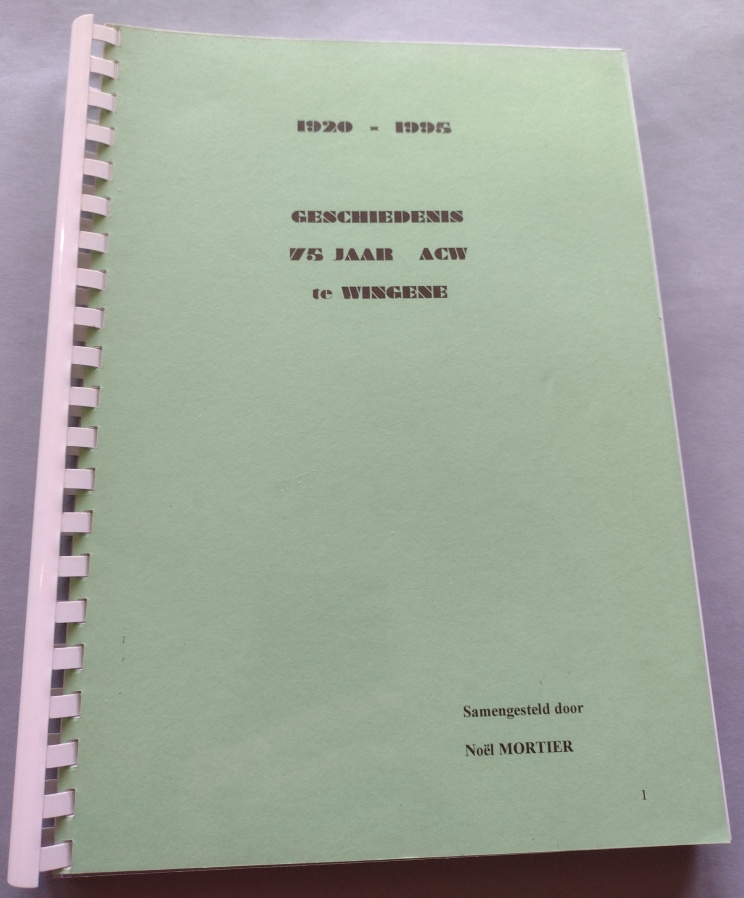 1920 - 1995
GESCHIEDENIS
75 JAAR ACW
te WINGENE
Samengesteld door
Noël MORTIER
1